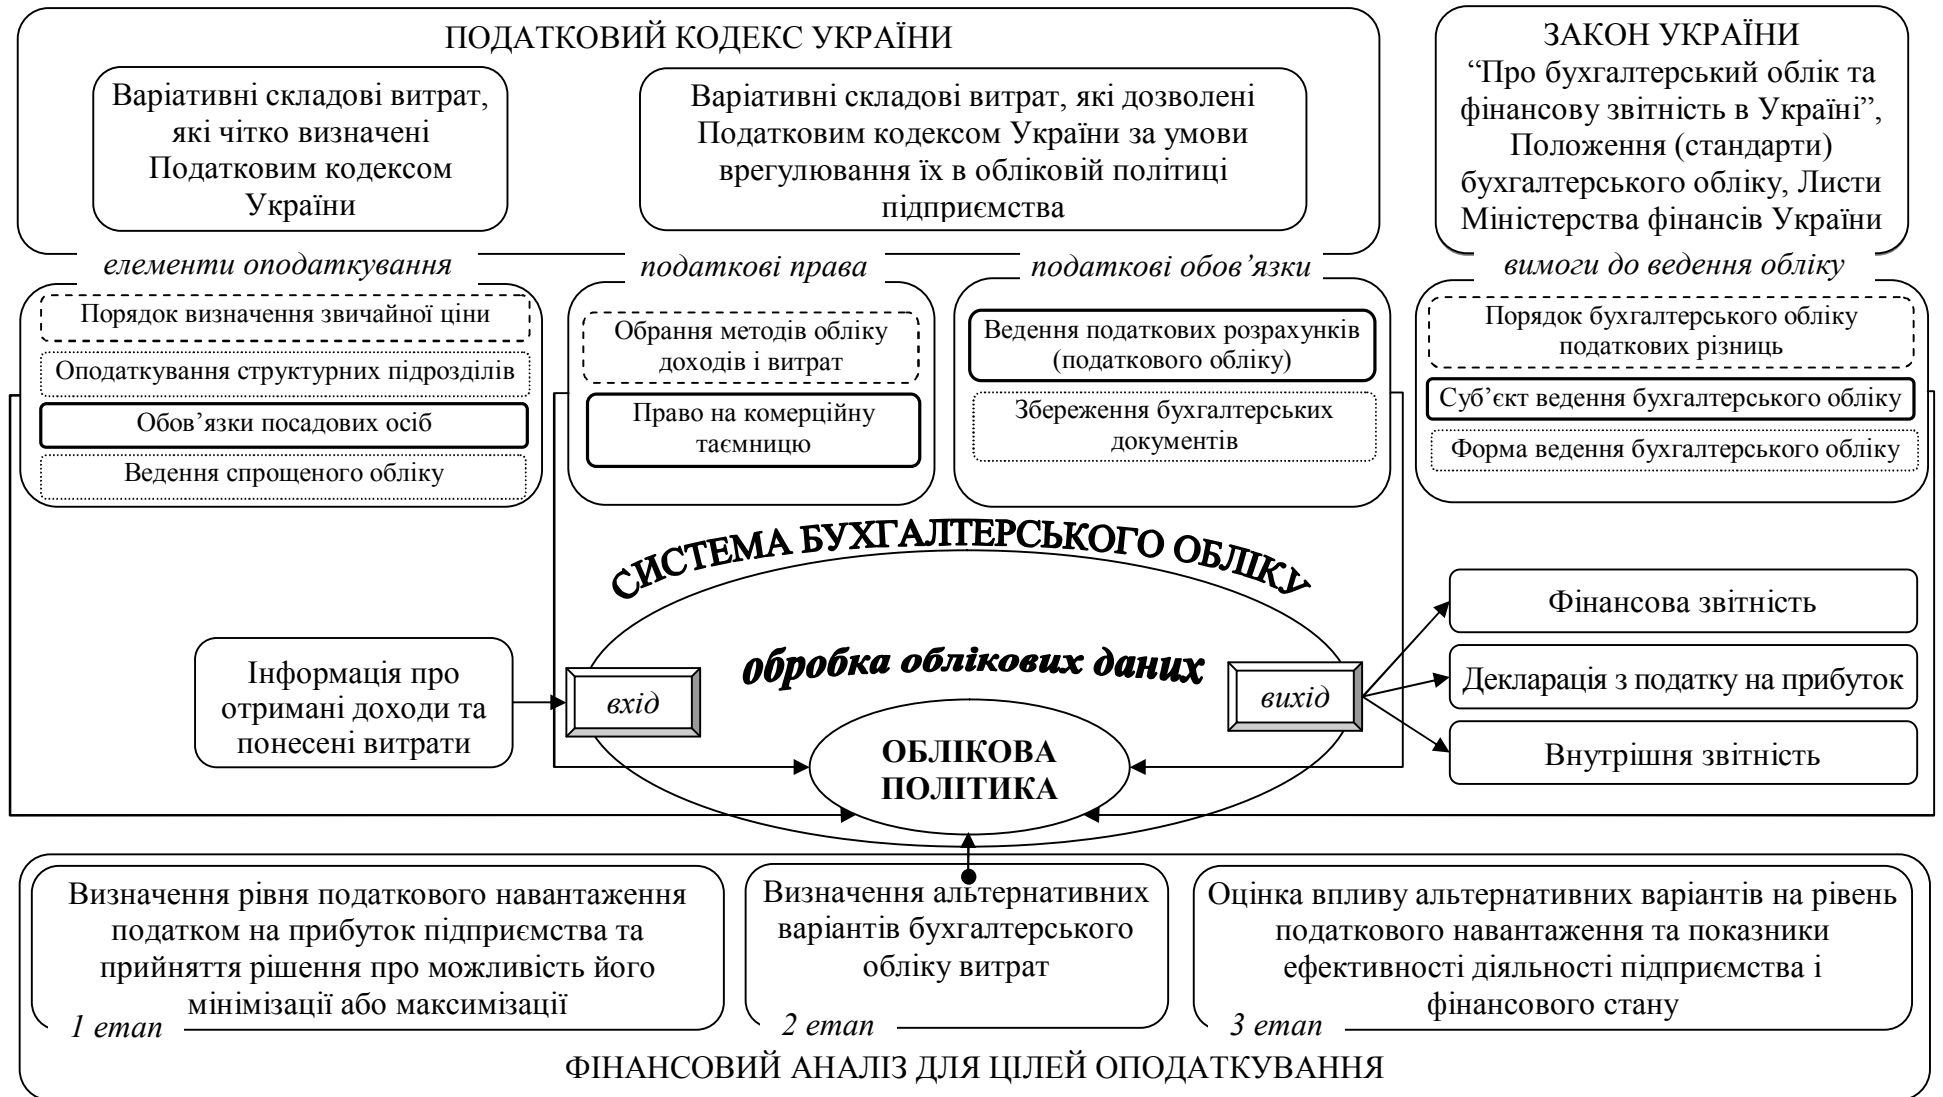 ПОДАТКОВИЙ КОДЕКС УКРАЇНИ
Варіативні складові витрат,
які чітко визначені
Податковим кодексом
України
Варіативні складові витрат, які дозволені
Податковим кодексом України за умови
врегулювання їх в обліковій політиці
підприємства
ЗАКОН УКРАЇНИ
“Про бухгалтерський облік та
фінансову звітність в Україні”,
Положення (стандарти)
бухгалтерського обліку, Листи
Міністерства фінансів України
елементи оподаткування
Порядок визначення звичайної ціни
Оподаткування структурних підрозділів
Обов’язки посадових осіб
Ведення спрощеного обліку
податкові права
Обрання методів обліку
доходів і витрат
Право на комерційну
таємницю
податкові обов’язки
Ведення податкових розрахунків
(податкового обліку)
Збереження бухгалтерських
документів
вимоги до ведення обліку
Порядок бухгалтерського обліку
податкових різниць
Суб’єкт ведення бухгалтерського обліку
Форма ведення бухгалтерського обліку
СИСТЕМА БУХГАЛТЕРСЬКОГО ОБЛІКУ
Інформація про
отримані доходи та
понесені витрати
вхід
обробка облікових даних
вихід
ОБЛІКОВА
ПОЛІТИКА
Фінансова звітність
Декларація з податку на прибуток
Внутрішня звітність
Визначення рівня податкового навантаження
податком на прибуток підприємства та
прийняття рішення про можливість його
мінімізації або максимізації
1 етап
Визначення альтернативних
варіантів бухгалтерського
обліку витрат
2 етап
Оцінка впливу альтернативних варіантів на рівень
податкового навантаження та показники
ефективності діяльності підприємства і
фінансового стану
3 етап
ФІНАНСОВИЙ АНАЛІЗ ДЛЯ ЦІЛЕЙ ОПОДАТКУВАННЯ